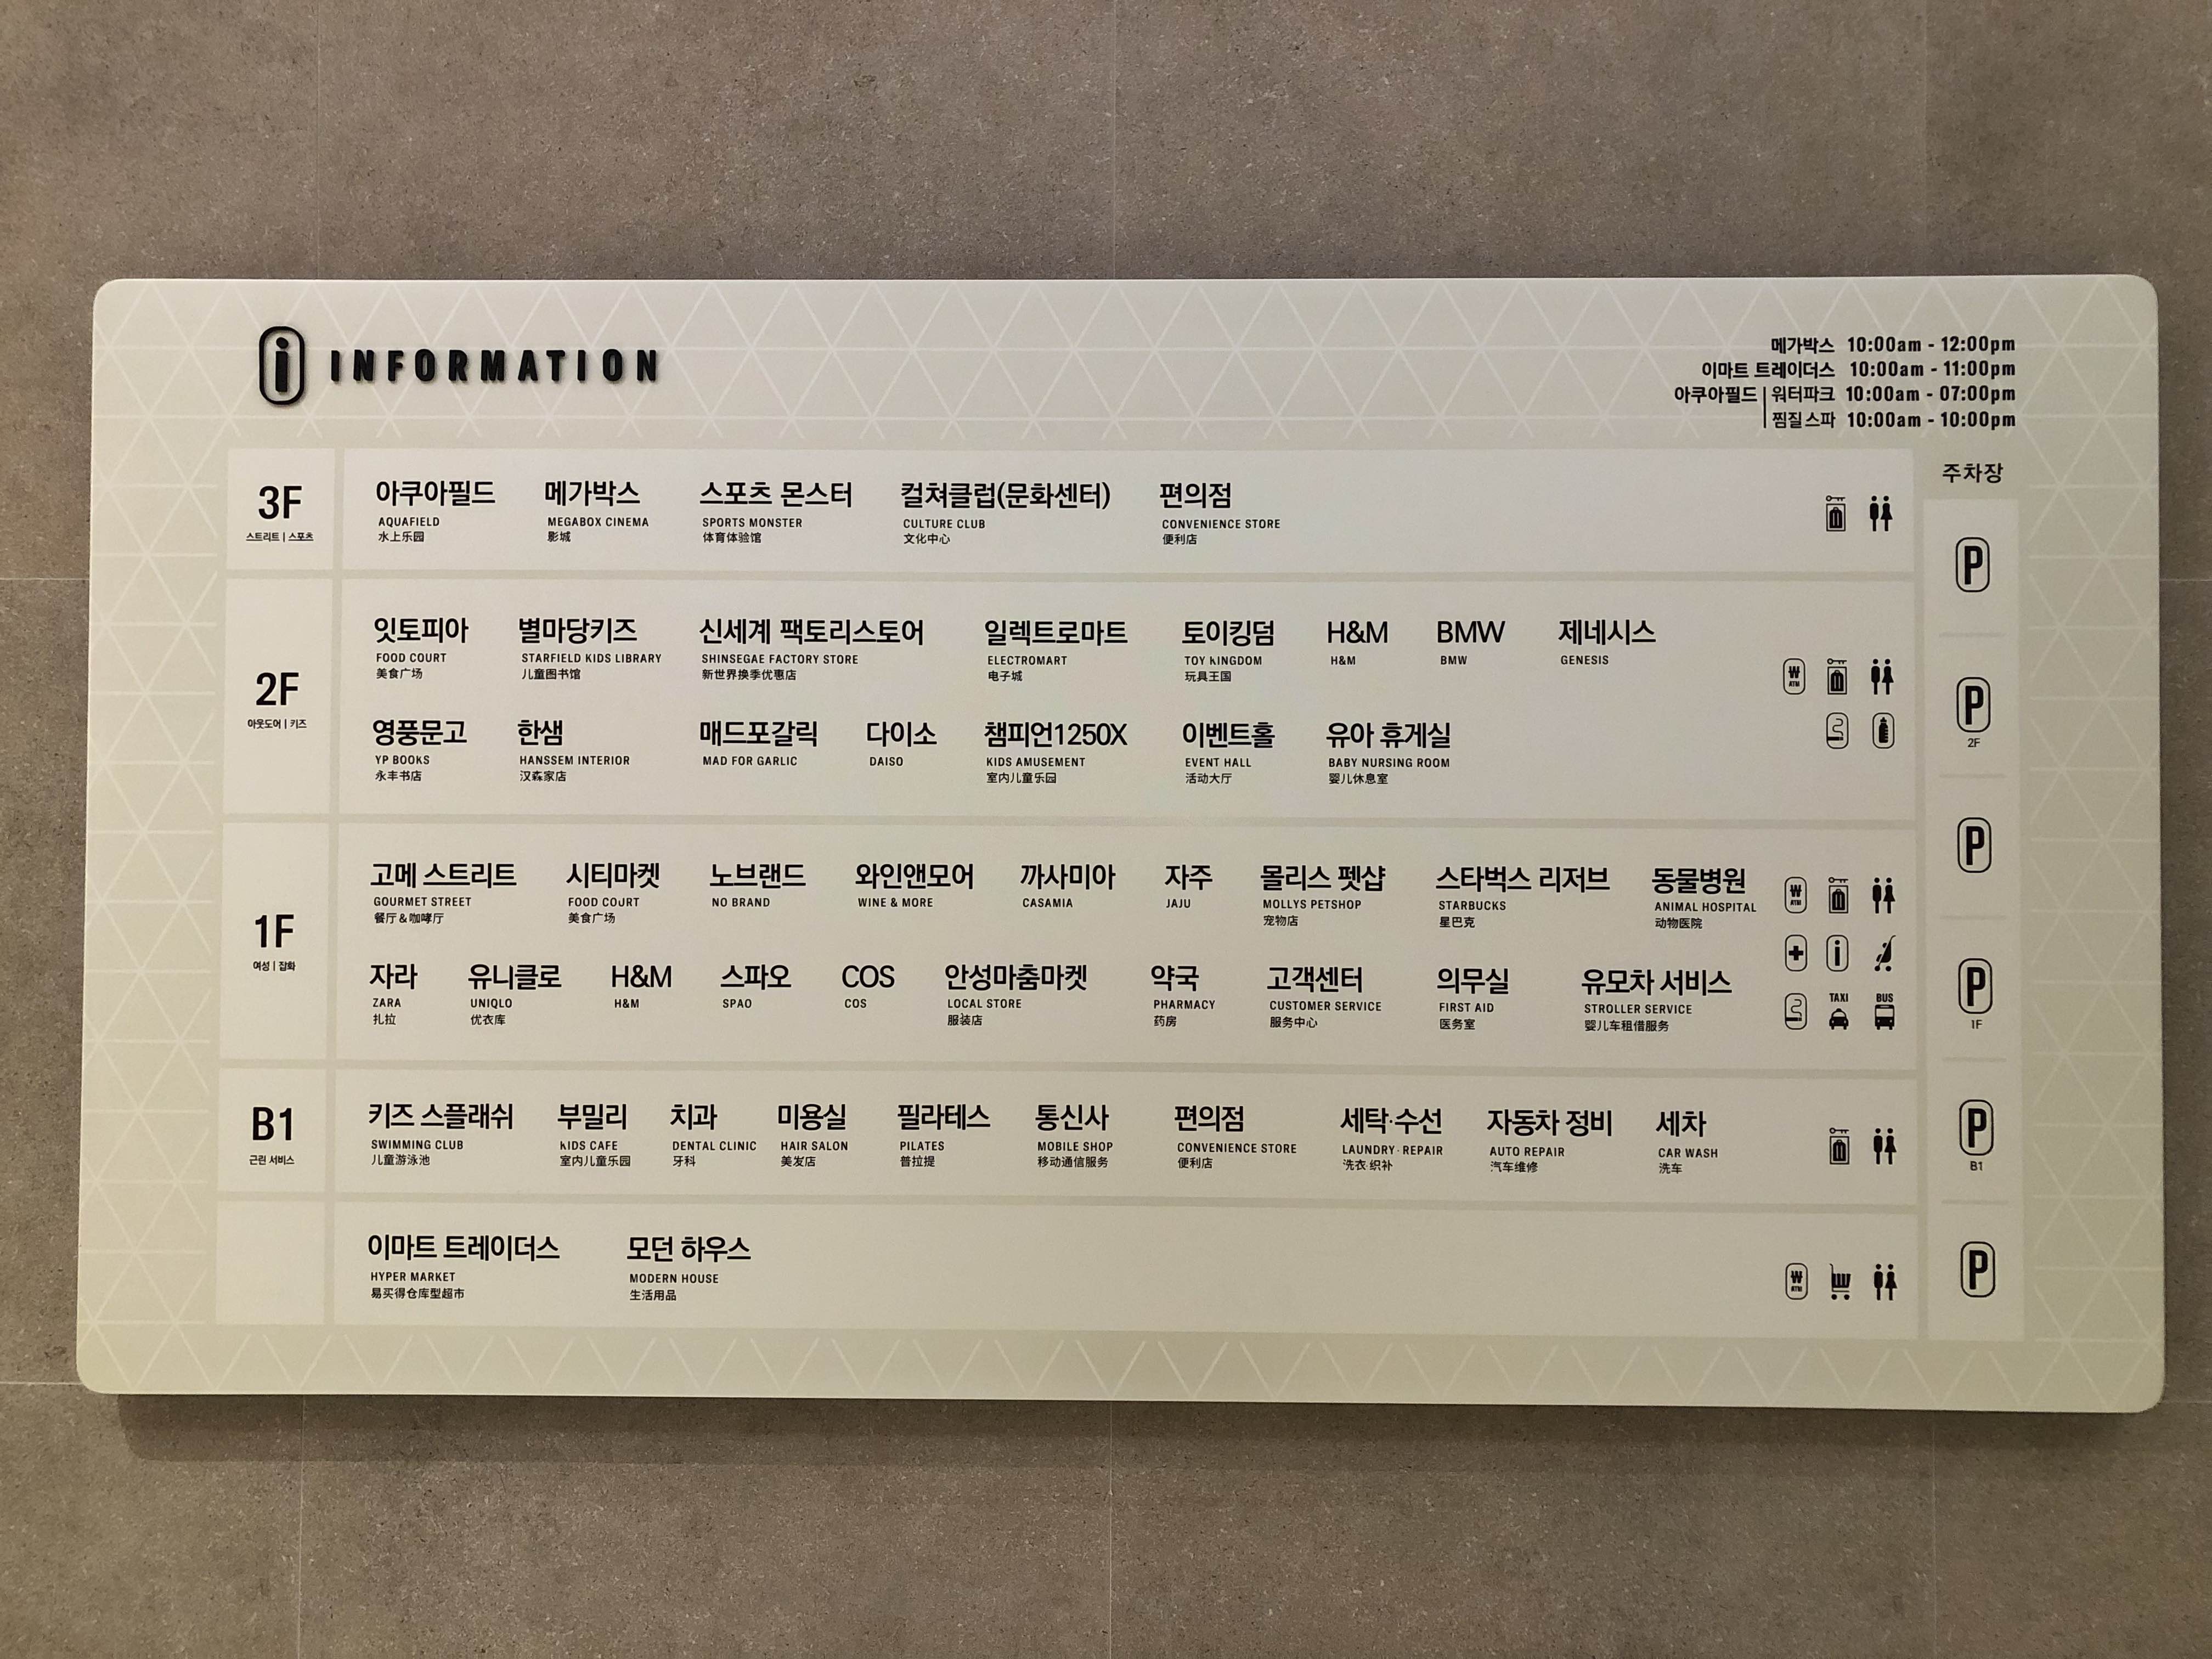 i INFORMATION
메가박스 10:00am - 12:00pm
이마트 트레이더스 10:00am - 11:00pm
아쿠아필드 | 워터파크 10:00am - 07:00pm
찜질스파 10:00am - 10:00pm
주차장
3F
스트리트 | 스포츠
아쿠아필드 메가박스 스포츠 몬스터 컬쳐클럽(문화센터) 편의점
AQUAFIELD MEGABOX CINEMA SPORTS MONSTER CULTURE CLUB CONVENIENCE STORE
水上乐园 影城 体育体验馆 文化中心 便利店
P
2F
아웃도어 | 키즈
잇토피아 별마당키즈 신세계 팩토리스토어 일렉트로마트 토이킹덤 H&M BMW 제네시스
FOOD COURT STARFIELD KIDS LIBRARY SHINSEGAE FACTORY STORE ELECTROMART TOY KINGDOM H&M BMW GENESIS
美食广场 儿童图书馆 新世界换季优惠店 电子城 玩具王国
₩ ATM
영풍문고 한샘 매드포갈릭 다이소 챔피언1250X 이벤트홀 유아 휴게실
YP BOOKS HANSSEM INTERIOR MAD FOR GARLIC DAISO KIDS AMUSEMENT EVENT HALL BABY NURSING ROOM
永丰书店 汉森家店 室内儿童乐园 活动大厅 婴儿休息室
P
2F
P
1F
여성 | 잡화
고메 스트리트 시티마켓 노브랜드 와인앤모어 까사미아 자주 몰리스 펫샵 스타벅스 리저브 동물병원
GOURMET STREET FOOD COURT NO BRAND WINE & MORE CASAMIA JAJU MOLLYS PETSHOP STARBUCKS ANIMAL HOSPITAL
餐厅&咖啡厅 美食广场 宠物店 星巴克 动物医院
₩ ATM
i
자라 유니클로 H&M 스파오 COS 안성마춤마켓 약국 고객센터 의무실 유모차 서비스
ZARA UNIQLO H&M SPAO COS LOCAL STORE PHARMACY CUSTOMER SERVICE FIRST AID STROLLER SERVICE
扎拉 优衣库 服装店 药房 服务中心 医务室 婴儿车租借服务
TAXI BUS
P
1F
B1
근린 서비스
키즈 스플래쉬 부밀리 치과 미용실 필라테스 통신사 편의점 세탁·수선 자동차 정비 세차
SWIMMING CLUB KIDS CAFE DENTAL CLINIC HAIR SALON PILATES MOBILE SHOP CONVENIENCE STORE LAUNDRY·REPAIR AUTO REPAIR CAR WASH
儿童游泳池 室内儿童乐园 牙科 美发店 普拉提 移动通信服务 便利店 洗衣·织补 汽车维修 洗车
P
B1
이마트 트레이더스 모던 하우스
HYPER MARKET MODERN HOUSE
易买得仓库型超市 生活用品
₩ ATM
P